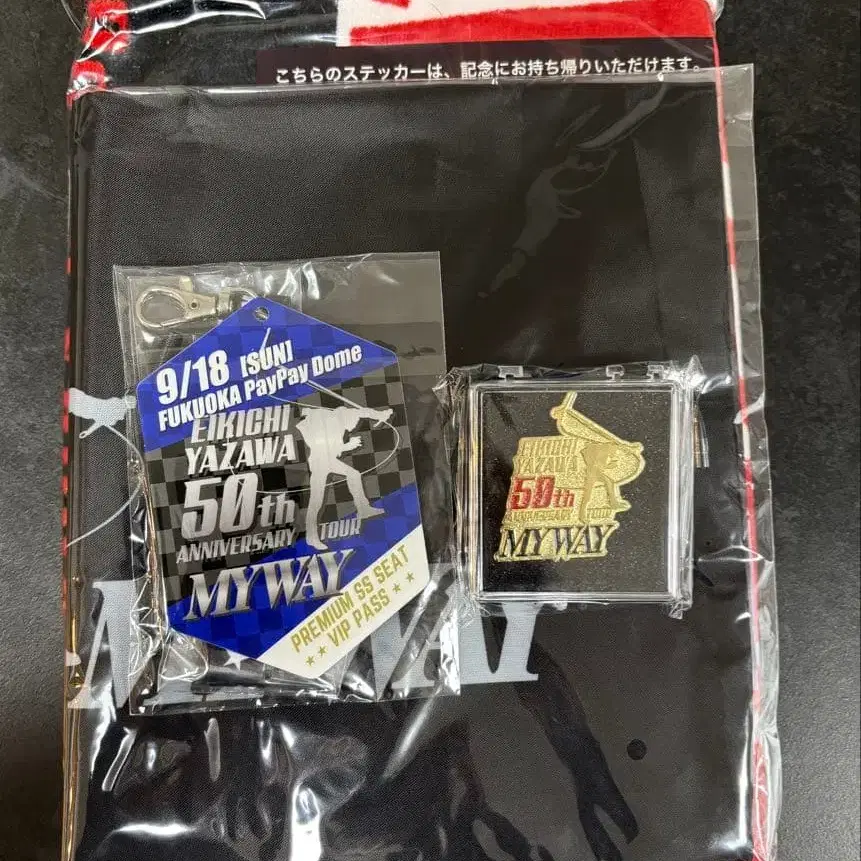 こちらのステッカーは、記念にお持ち帰りいただけます。
9/18 [SUN]
FUKUOKA PayPay Dome
EIKICHI
YAZAWA
50th
ANNIVERSARY TOUR
MY WAY
PREMIUM SS SEAT
★★ VIP PASS ★★
EIKICHI
YAZAWA
50th
ANNIVERSARY TOUR
MY WAY
MY WAY